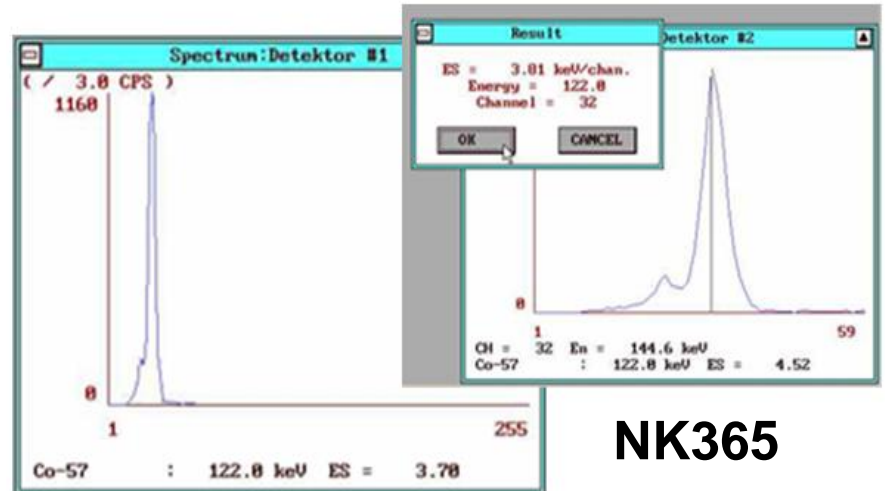 Spectrum:Detektor #1
( / 3.0 CPS )
1160
0
1
255
Co-57 : 122.0 keV ES = 3.70
Result
ES = 3.81 keV/chan.
Energy = 122.0
Channel = 32
OK
CANCEL
Detektor #2
0
1
59
CH = 32 En = 144.6 keV
Co-57 : 122.0 keV ES = 4.52
NK365